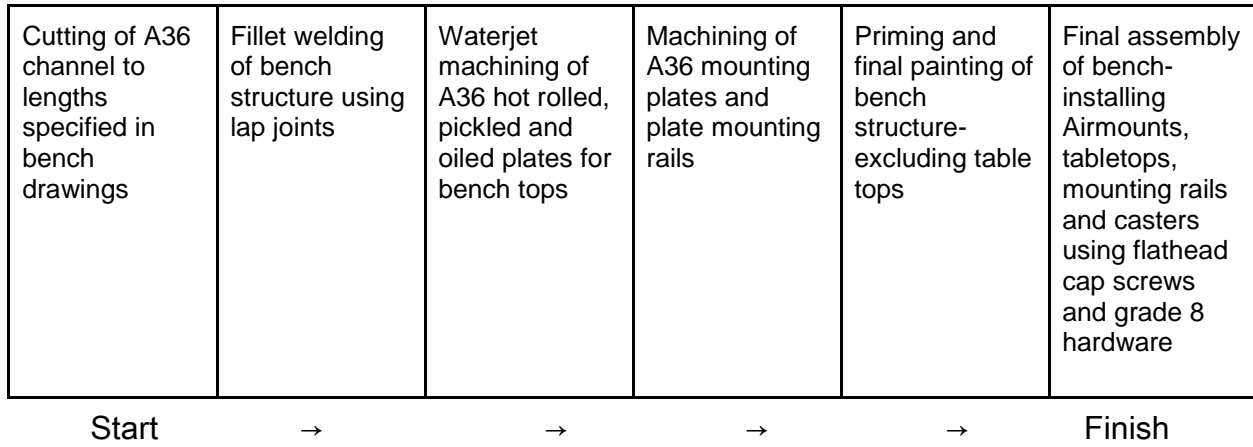 Cutting of A36
channel to
lengths
specified in
bench
drawings
Fillet welding
of bench
structure using
lap joints
Waterjet
machining of
A36 hot rolled,
pickled and
oiled plates for
bench tops
Machining of
A36 mounting
plates and
plate mounting
rails
Priming and
final painting of
bench
structure-
excluding table
tops
Final assembly
of bench-
installing
Airmounts,
tabletops,
mounting rails
and casters
using flathead
cap screws
and grade 8
hardware
Start → → → → Finish